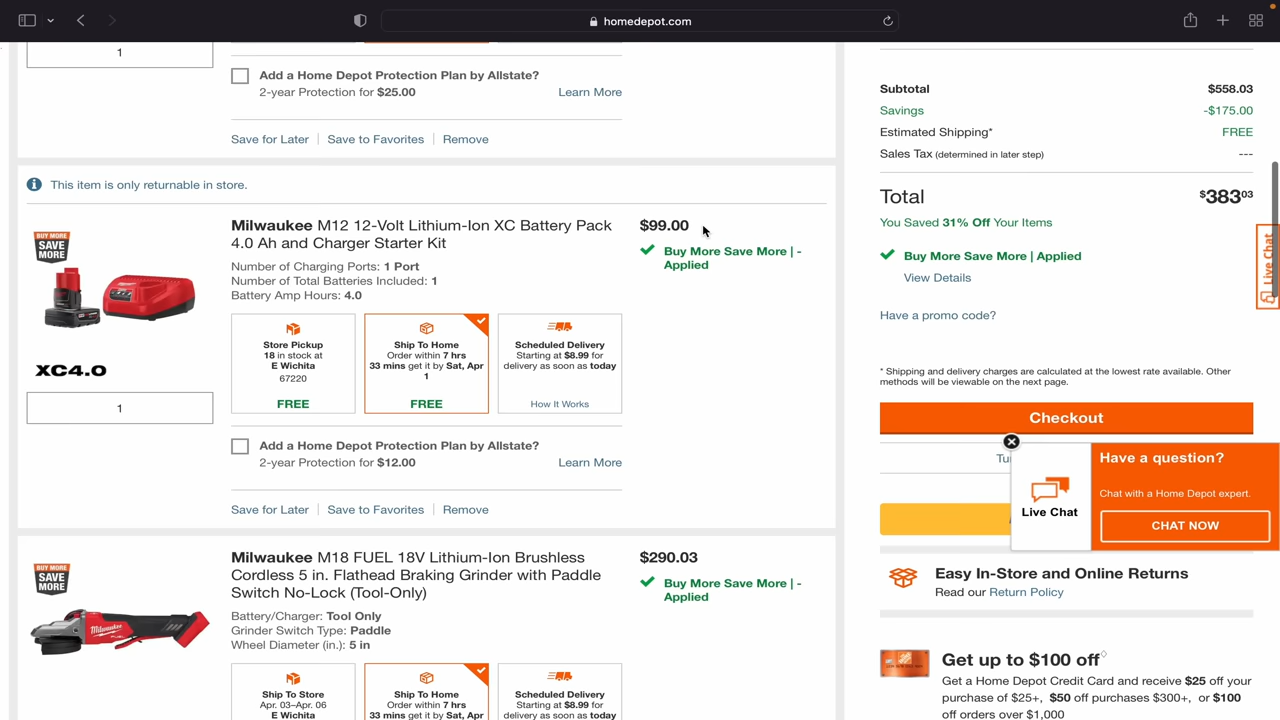 homedepot.com
1
Add a Home Depot Protection Plan by Allstate?
2-year Protection for $25.00
Learn More
Save for Later
Save to Favorites
Remove
This item is only returnable in store.
BUY MORE
SAVE
MORE
XC4.0
1
Milwaukee M12 12-Volt Lithium-Ion XC Battery Pack
4.0 Ah and Charger Starter Kit
Number of Charging Ports: 1 Port
Number of Total Batteries Included: 1
Battery Amp Hours: 4.0
$99.00
Buy More Save More | -
Applied
Store Pickup
18 in stock at
E Wichita
67220
FREE
Ship To Home
Order within 7 hrs
33 mins get it by Sat, Apr
1
FREE
Scheduled Delivery
Starting at $8.99 for
delivery as soon as today
How It Works
Add a Home Depot Protection Plan by Allstate?
2-year Protection for $12.00
Learn More
Save for Later
Save to Favorites
Remove
BUY MORE
SAVE
MORE
Milwaukee
Milwaukee M18 FUEL 18V Lithium-Ion Brushless
Cordless 5 in. Flathead Braking Grinder with Paddle
Switch No-Lock (Tool-Only)
Battery/Charger: Tool Only
Grinder Switch Type: Paddle
Wheel Diameter (in.): 5 in
$290.03
Buy More Save More | -
Applied
Ship To Store
Apr. 03–Apr. 06
E Wichita
Ship To Home
Order within 7 hrs
33 mins get it by Sat, Apr
Scheduled Delivery
Starting at $8.99 for
delivery as soon as today
Subtotal $558.03
Savings -$175.00
Estimated Shipping* FREE
Sales Tax (determined in later step) ---
Total $383.03
You Saved 31% Off Your Items
Buy More Save More | Applied
View Details
Have a promo code?
* Shipping and delivery charges are calculated at the lowest rate available. Other
methods will be viewable on the next page.
Checkout
Live Chat
Live Chat
Have a question?
Chat with a Home Depot expert.
CHAT NOW
Easy In-Store and Online Returns
Read our Return Policy
Get up to $100 off◊
Get a Home Depot Credit Card and receive $25 off your
purchase of $25+, $50 off purchases $300+, or $100
off orders over $1,000